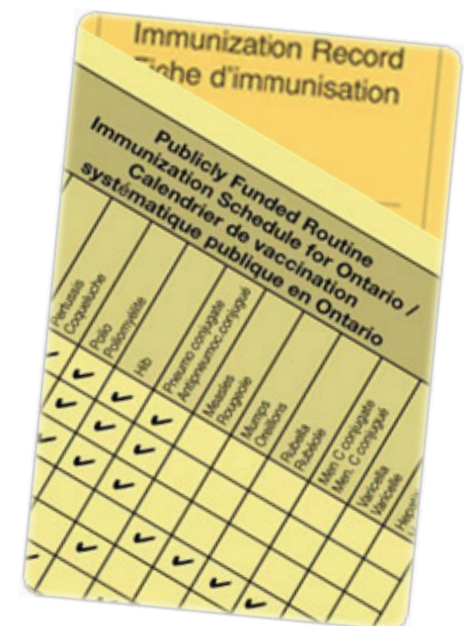 Immunization Record
Fiche d'immunisation
Publicly Funded Routine
Immunization Schedule for Ontario /
Calendrier de vaccination
systématique publique en Ontario
Pertussis
Coqueluche
Polio
Poliomyélite
Hib
Pneumo conjugate
Antipneumoc.conjugué
Measles
Rougeole
Mumps
Oreillons
Rubella
Rubéole
Men C conjugate
Men. C conjugué
Varicella
Varicelle